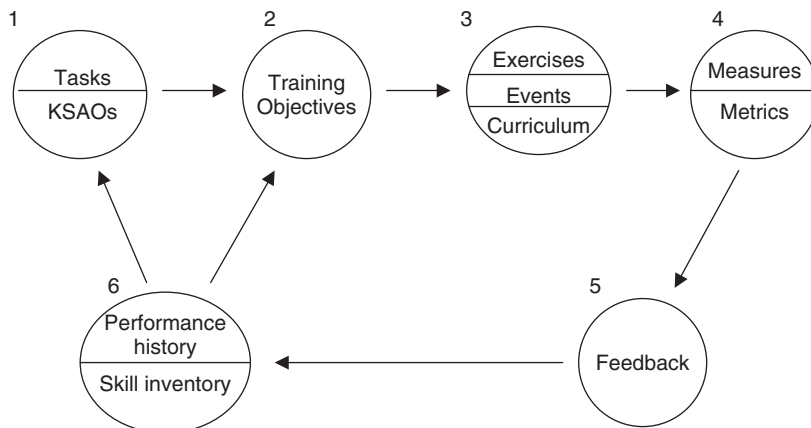 1
Tasks
KSAOs
2
Training
Objectives
3
Exercises
Events
Curriculum
4
Measures
Metrics
5
Feedback
6
Performance
history
Skill inventory